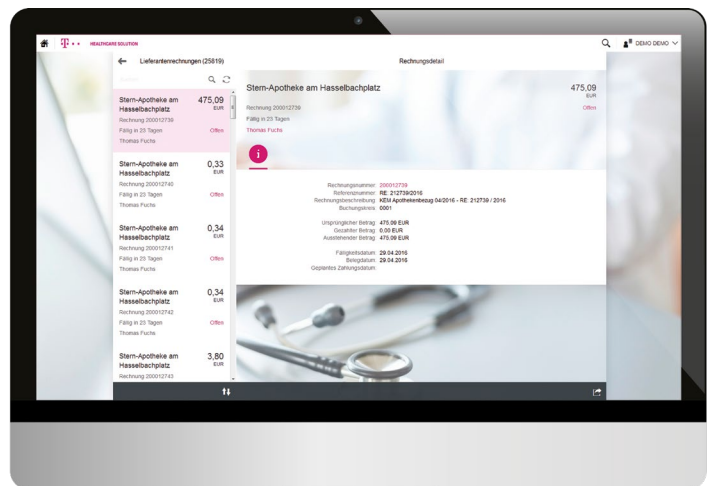 T
HEALTHCARE SOLUTION
DEMO DEMO
Lieferantenrechnungen (25819)
Rechnungsdetail
Stern-Apotheke am Hasselbachplatz
475,09
EUR
Rechnung 200012739
Fällig in 23 Tagen
Offen
Thomas Fuchs
Stern-Apotheke am Hasselbachplatz
0,33
EUR
Rechnung 200012740
Fällig in 23 Tagen
Offen
Thomas Fuchs
Stern-Apotheke am Hasselbachplatz
0,34
EUR
Rechnung 200012741
Fällig in 23 Tagen
Offen
Thomas Fuchs
Stern-Apotheke am Hasselbachplatz
0,34
EUR
Rechnung 200012742
Fällig in 23 Tagen
Offen
Thomas Fuchs
Stern-Apotheke am Hasselbachplatz
3,80
EUR
Rechnung 200012743
Stern-Apotheke am Hasselbachplatz
475,09
EUR
Rechnung 200012739
Offen
Fällig in 23 Tagen
Thomas Fuchs
i
Rechnungsnummer: 200012739
Referenznummer: RE: 212739/2016
Rechnungsbeschreibung: KEM Apothekenbezug 04/2016 - RE: 212739 / 2016
Buchungskreis: 0001
Ursprünglicher Betrag: 475.09 EUR
Gezahlter Betrag: 0.00 EUR
Ausstehender Betrag: 475.09 EUR
Fälligkeitsdatum: 29.04.2016
Belegdatum: 29.04.2016
Geplantes Zahlungsdatum: